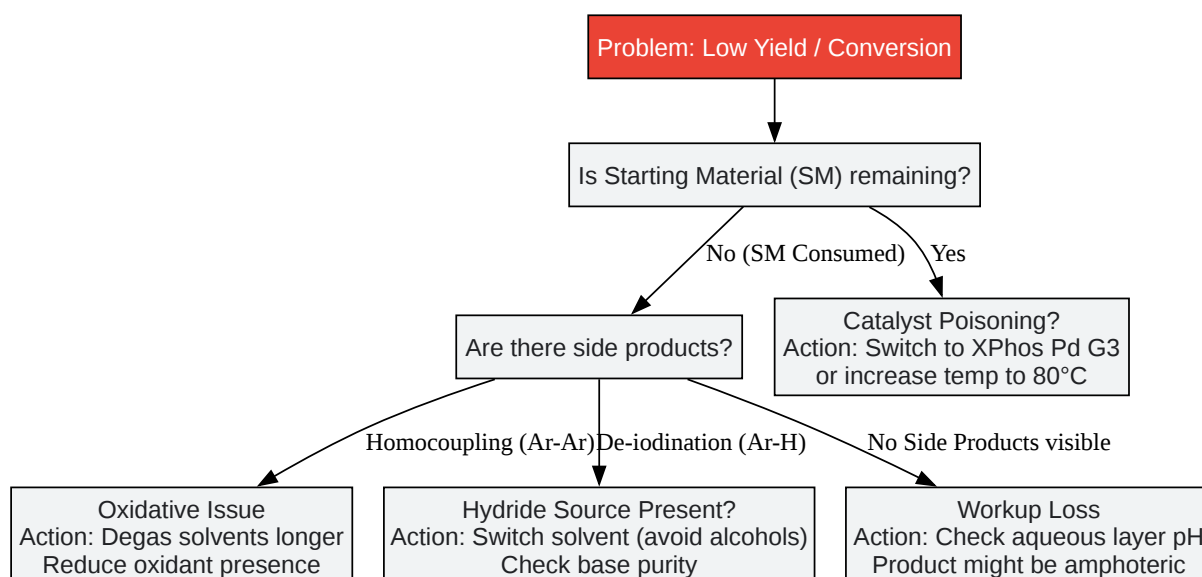 Problem: Low Yield / Conversion
Is Starting Material (SM) remaining?
No (SM Consumed)
Yes
Are there side products?
Catalyst Poisoning?
Action: Switch to XPhos Pd G3
or increase temp to 80°C
Homocoupling (Ar-Ar)
De-iodination (Ar-H)
No Side Products visible
Oxidative Issue
Action: Degas solvents longer
Reduce oxidant presence
Hydride Source Present?
Action: Switch solvent (avoid alcohols)
Check base purity
Workup Loss
Action: Check aqueous layer pH
Product might be amphoteric